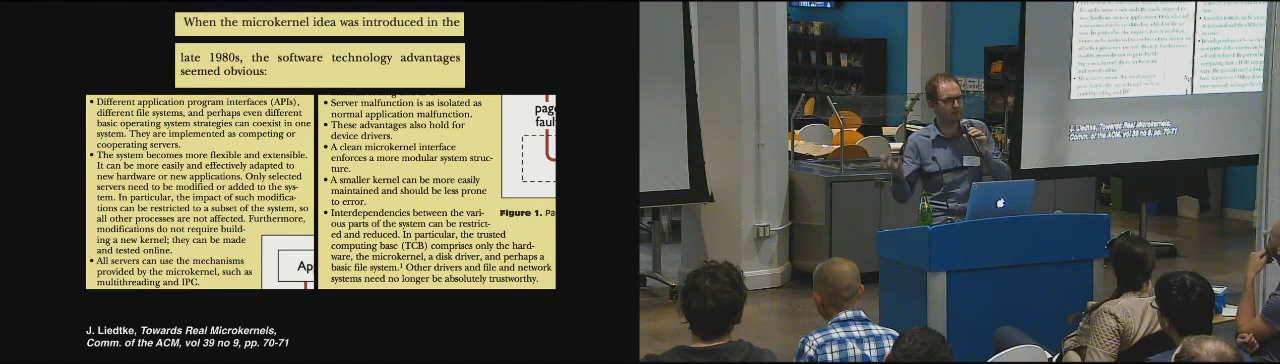 When the microkernel idea was introduced in the
late 1980s, the software technology advantages
seemed obvious:
• Different application program interfaces (APIs),
different file systems, and perhaps even different
basic operating system strategies can coexist in one
system. They are implemented as competing or
cooperating servers.
• The system becomes more flexible and extensible.
It can be more easily and effectively adapted to
new hardware or new applications. Only selected
servers need to be modified or added to the sys-
tem. In particular, the impact of such modifica-
tions can be restricted to a subset of the system, so
all other processes are not affected. Furthermore,
modifications do not require build-
ing a new kernel; they can be made
and tested online.
• All servers can use the mechanisms
provided by the microkernel, such as
multithreading and IPC.
Ap
• Server malfunction is as isolated as
normal application malfunction.
• These advantages also hold for
device drivers.
• A clean microkernel interface
enforces a more modular system struc-
ture.
• A smaller kernel can be more easily
maintained and should be less prone
to error.
• Interdependencies between the vari-
ous parts of the system can be restrict-
ed and reduced. In particular, the trusted
computing base (TCB) comprises only the hard-
ware, the microkernel, a disk driver, and perhaps a
basic file system.¹ Other drivers and file and network
systems need no longer be absolutely trustworthy.
page
faul
Figure 1. Pa
J. Liedtke, Towards Real Microkernels,
Comm. of the ACM, vol 39 no 9, pp. 70-71
J. Liedtke, Towards Real Microkernels,
Comm. of the ACM, vol 39 no 9, pp. 70-71